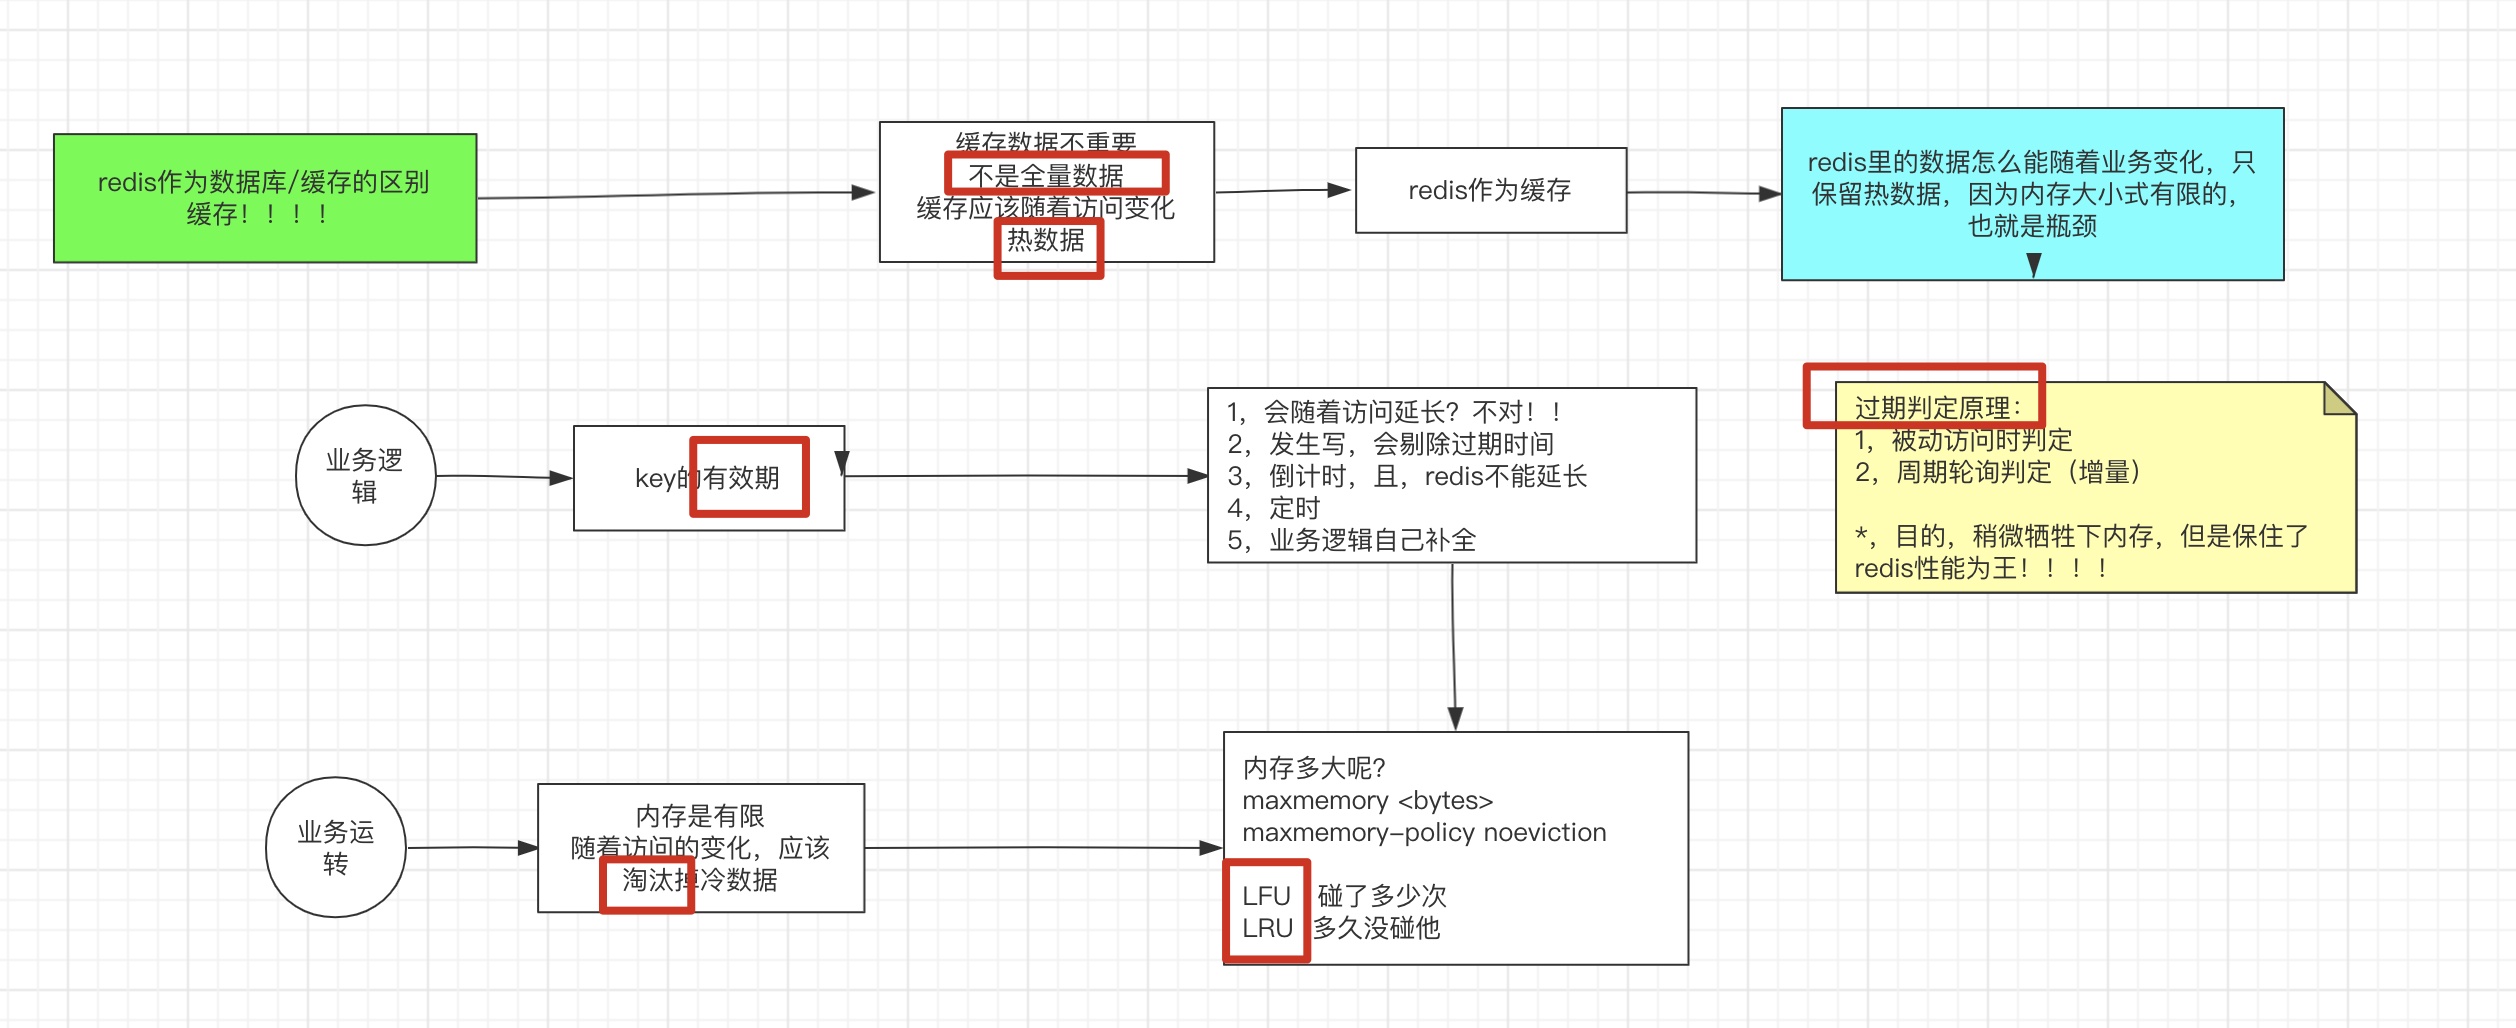 redis作为数据库/缓存的区别
缓存！！！！
缓存数据不重要
不是全量数据
缓存应该随着访问变化
热数据
redis作为缓存
redis里的数据怎么能随着业务变化，只
保留热数据，因为内存大小式有限的，
也就是瓶颈
业务逻
辑
key的有效期
1，会随着访问延长？不对！！
2，发生写，会剔除过期时间
3，倒计时，且，redis不能延长
4，定时
5，业务逻辑自己补全
过期判定原理：
1，被动访问时判定
2，周期轮询判定（增量）
*，目的，稍微牺牲下内存，但是保住了
redis性能为王！！！！
业务运
转
内存是有限
随着访问的变化，应该
淘汰掉冷数据
内存多大呢？
maxmemory <bytes>
maxmemory-policy noeviction
LFU 碰了多少次
LRU 多久没碰他